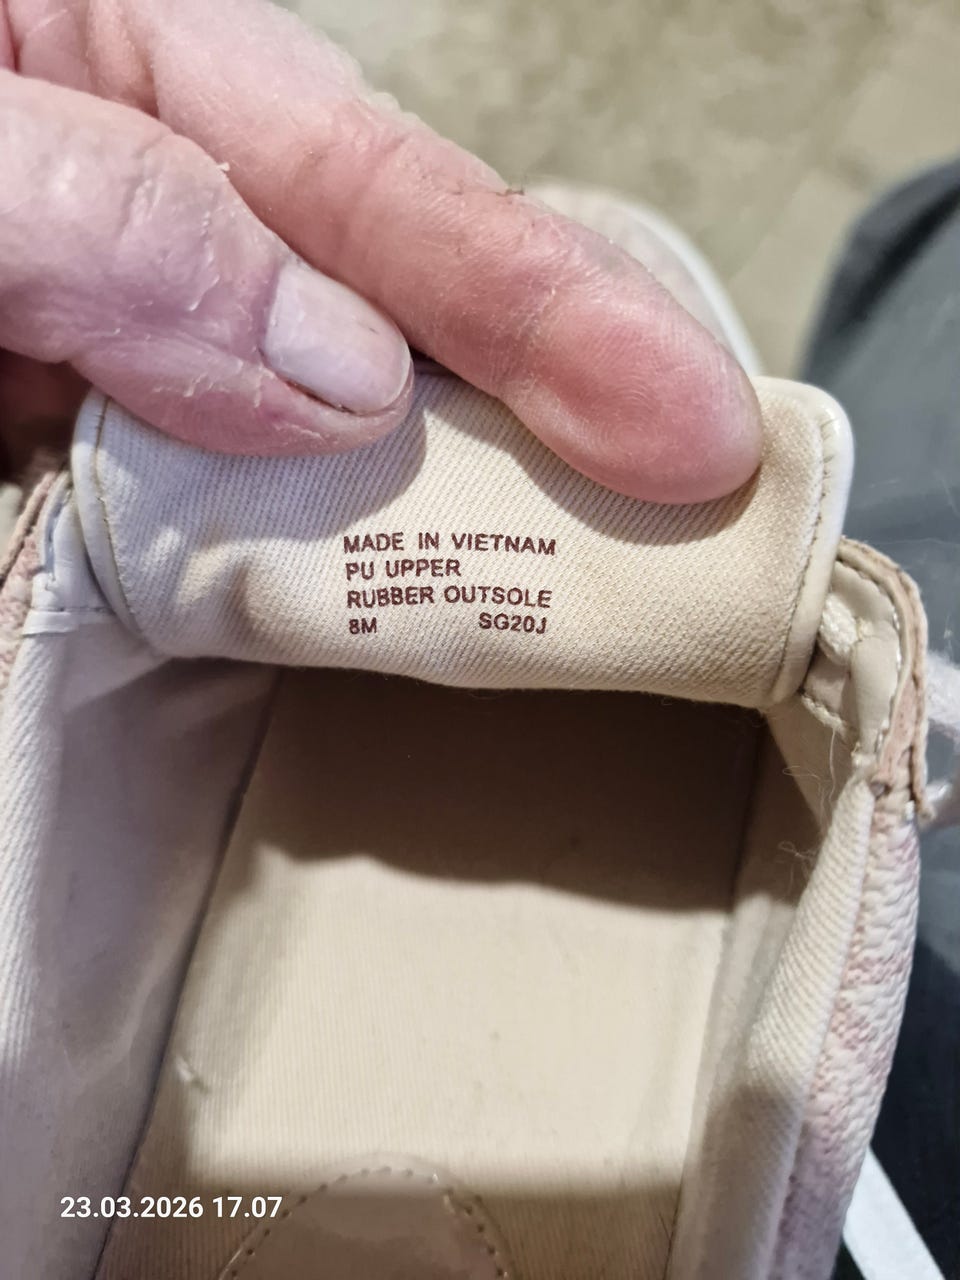 MADE IN VIETNAM
PU UPPER
RUBBER OUTSOLE
8M SG20J
23.03.2026 17.07